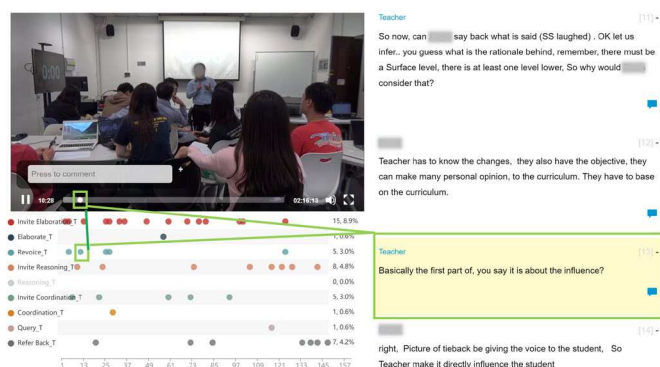 0:00
Press to comment
+
10:28
02:16:13
Invite Elaboration_T
15, 8.9%
Elaborate_T
1, 0.6%
Revoice_T
5, 3.0%
Invite Reasoning_T
8, 4.8%
Reasoning_T
0, 0.0%
Invite Coordination_T
5, 3.0%
Coordination_T
1, 0.6%
Query_T
1, 0.6%
Refer Back_T
7, 4.2%
1 13 25 37 49 61 73 85 97 109 121 133 145 157
Teacher
[11] -
So now, can say back what is said (SS laughed) . OK let us
infer.. you guess what is the rationale behind, remember, there must be
a Surface level, there is at least one level lower, So why would
consider that?
[12] -
Teacher has to know the changes, they also have the objective, they
can make many personal opinion, to the curriculum. They have to base
on the curriculum.
Teacher
[13] -
Basically the first part of, you say it is about the influence?
[14] -
right, Picture of tieback be giving the voice to the student, So
Teacher make it directly influence the student